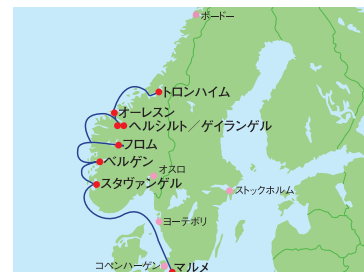 ボードー
トロンハイム
オーレスン
ヘルシルト／ゲイランゲル
フロム
ベルゲン
オスロ
スタヴァンゲル
ストックホルム
ヨーテボリ
コペンハーゲン
マルメ